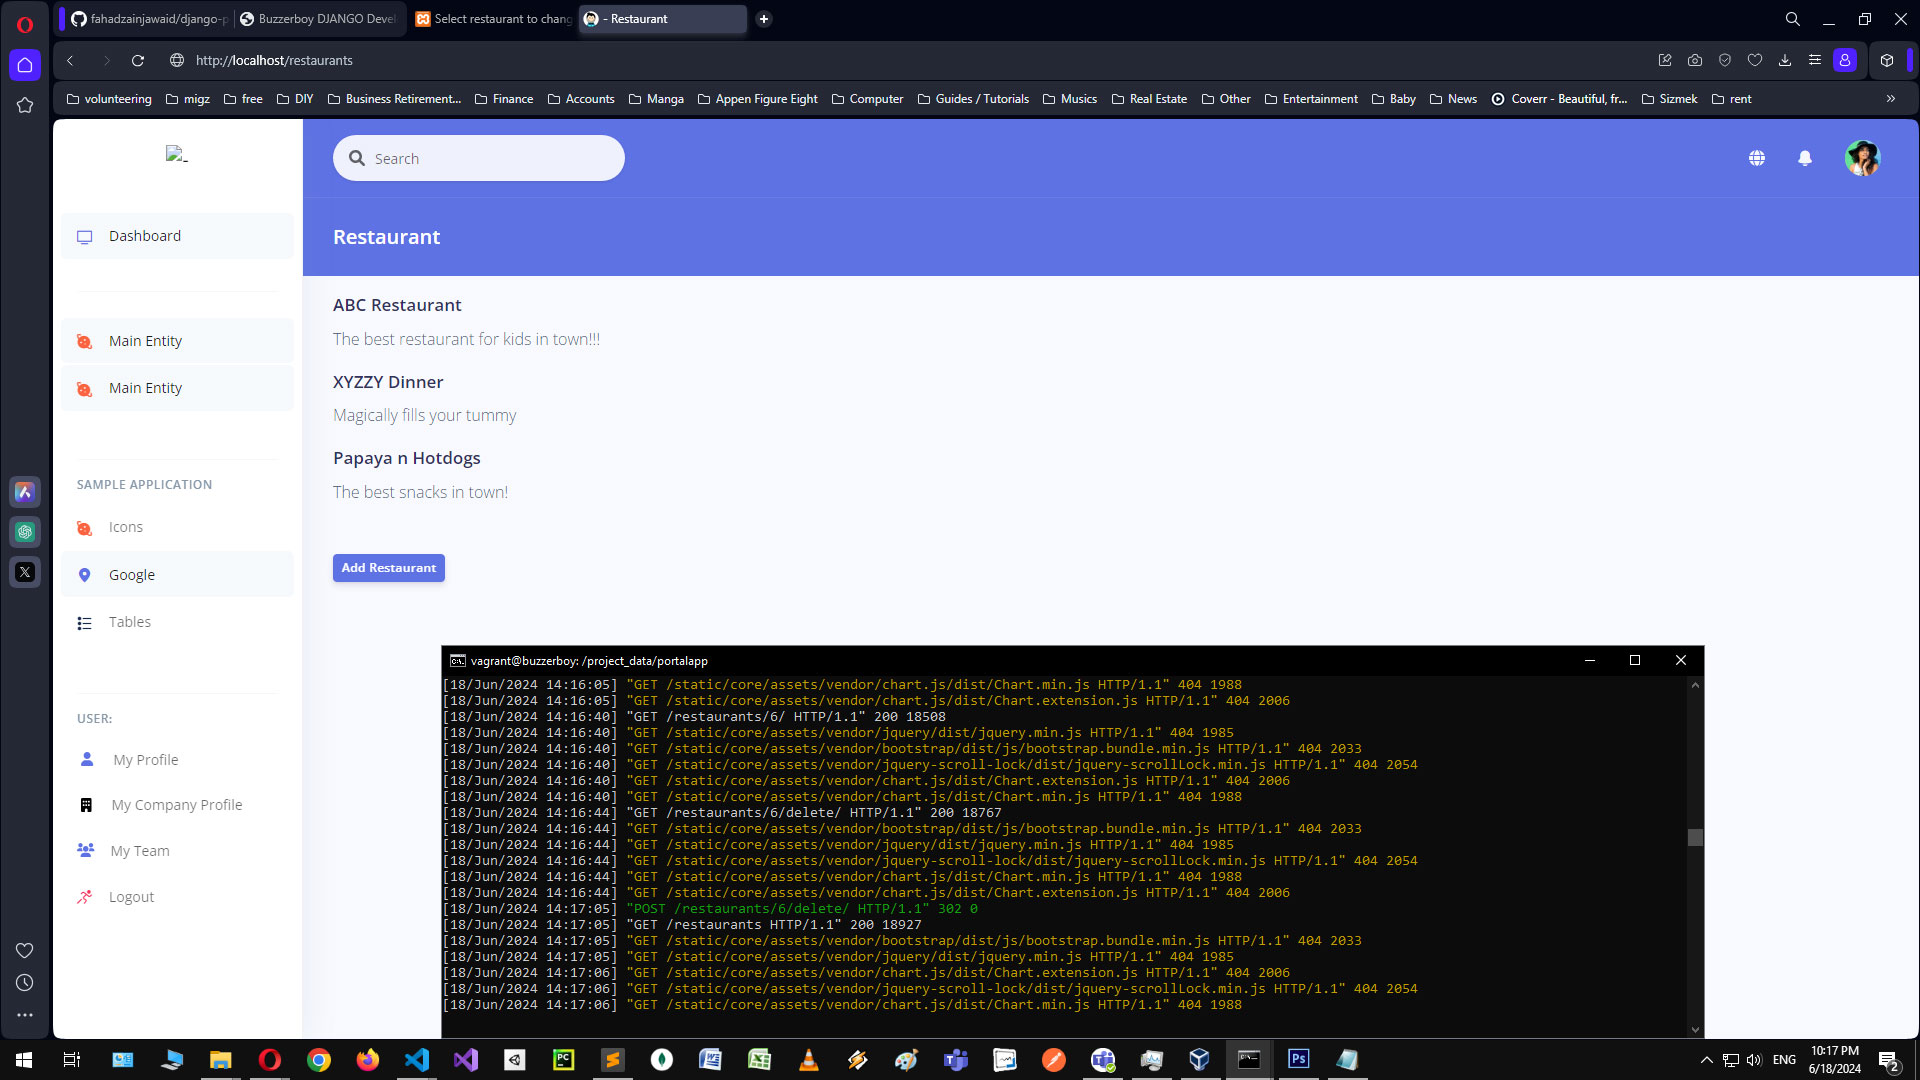 fahadzainjawaid/django-p
Buzzerboy DJANGO Deve
Select restaurant to chang
- Restaurant
http://localhost/restaurants
volunteering
migz
free
DIY
Business Retirement...
Finance
Accounts
Manga
Appen Figure Eight
Computer
Guides / Tutorials
Musics
Real Estate
Other
Entertainment
Baby
News
Coverr - Beautiful, fr...
Sizmek
rent
-
Search
Dashboard
Restaurant
ABC Restaurant
The best restaurant for kids in town!!!
XYZZY Dinner
Magically fills your tummy
Papaya n Hotdogs
The best snacks in town!
Add Restaurant
Main Entity
Main Entity
SAMPLE APPLICATION
Icons
Google
Tables
USER:
My Profile
My Company Profile
My Team
Logout
vagrant@buzzerboy: /project_data/portalapp
[18/Jun/2024 14:16:05] "GET /static/core/assets/vendor/chart.js/dist/Chart.min.js HTTP/1.1" 404 1988
[18/Jun/2024 14:16:05] "GET /static/core/assets/vendor/chart.js/dist/Chart.extension.js HTTP/1.1" 404 2006
[18/Jun/2024 14:16:40] "GET /restaurants/6/ HTTP/1.1" 200 18508
[18/Jun/2024 14:16:40] "GET /static/core/assets/vendor/jquery/dist/jquery.min.js HTTP/1.1" 404 1985
[18/Jun/2024 14:16:40] "GET /static/core/assets/vendor/bootstrap/dist/js/bootstrap.bundle.min.js HTTP/1.1" 404 2033
[18/Jun/2024 14:16:40] "GET /static/core/assets/vendor/jquery-scroll-lock/dist/jquery-scrollLock.min.js HTTP/1.1" 404 2054
[18/Jun/2024 14:16:40] "GET /static/core/assets/vendor/chart.js/dist/Chart.extension.js HTTP/1.1" 404 2006
[18/Jun/2024 14:16:40] "GET /static/core/assets/vendor/chart.js/dist/Chart.min.js HTTP/1.1" 404 1988
[18/Jun/2024 14:16:44] "GET /restaurants/6/delete/ HTTP/1.1" 200 18767
[18/Jun/2024 14:16:44] "GET /static/core/assets/vendor/bootstrap/dist/js/bootstrap.bundle.min.js HTTP/1.1" 404 2033
[18/Jun/2024 14:16:44] "GET /static/core/assets/vendor/jquery/dist/jquery.min.js HTTP/1.1" 404 1985
[18/Jun/2024 14:16:44] "GET /static/core/assets/vendor/jquery-scroll-lock/dist/jquery-scrollLock.min.js HTTP/1.1" 404 2054
[18/Jun/2024 14:16:44] "GET /static/core/assets/vendor/chart.js/dist/Chart.min.js HTTP/1.1" 404 1988
[18/Jun/2024 14:16:44] "GET /static/core/assets/vendor/chart.js/dist/Chart.extension.js HTTP/1.1" 404 2006
[18/Jun/2024 14:17:05] "POST /restaurants/6/delete/ HTTP/1.1" 302 0
[18/Jun/2024 14:17:05] "GET /restaurants HTTP/1.1" 200 18927
[18/Jun/2024 14:17:05] "GET /static/core/assets/vendor/bootstrap/dist/js/bootstrap.bundle.min.js HTTP/1.1" 404 2033
[18/Jun/2024 14:17:05] "GET /static/core/assets/vendor/jquery/dist/jquery.min.js HTTP/1.1" 404 1985
[18/Jun/2024 14:17:06] "GET /static/core/assets/vendor/chart.js/dist/Chart.extension.js HTTP/1.1" 404 2006
[18/Jun/2024 14:17:06] "GET /static/core/assets/vendor/jquery-scroll-lock/dist/jquery-scrollLock.min.js HTTP/1.1" 404 2054
[18/Jun/2024 14:17:06] "GET /static/core/assets/vendor/chart.js/dist/Chart.min.js HTTP/1.1" 404 1988
ENG
10:17 PM
6/18/2024
2